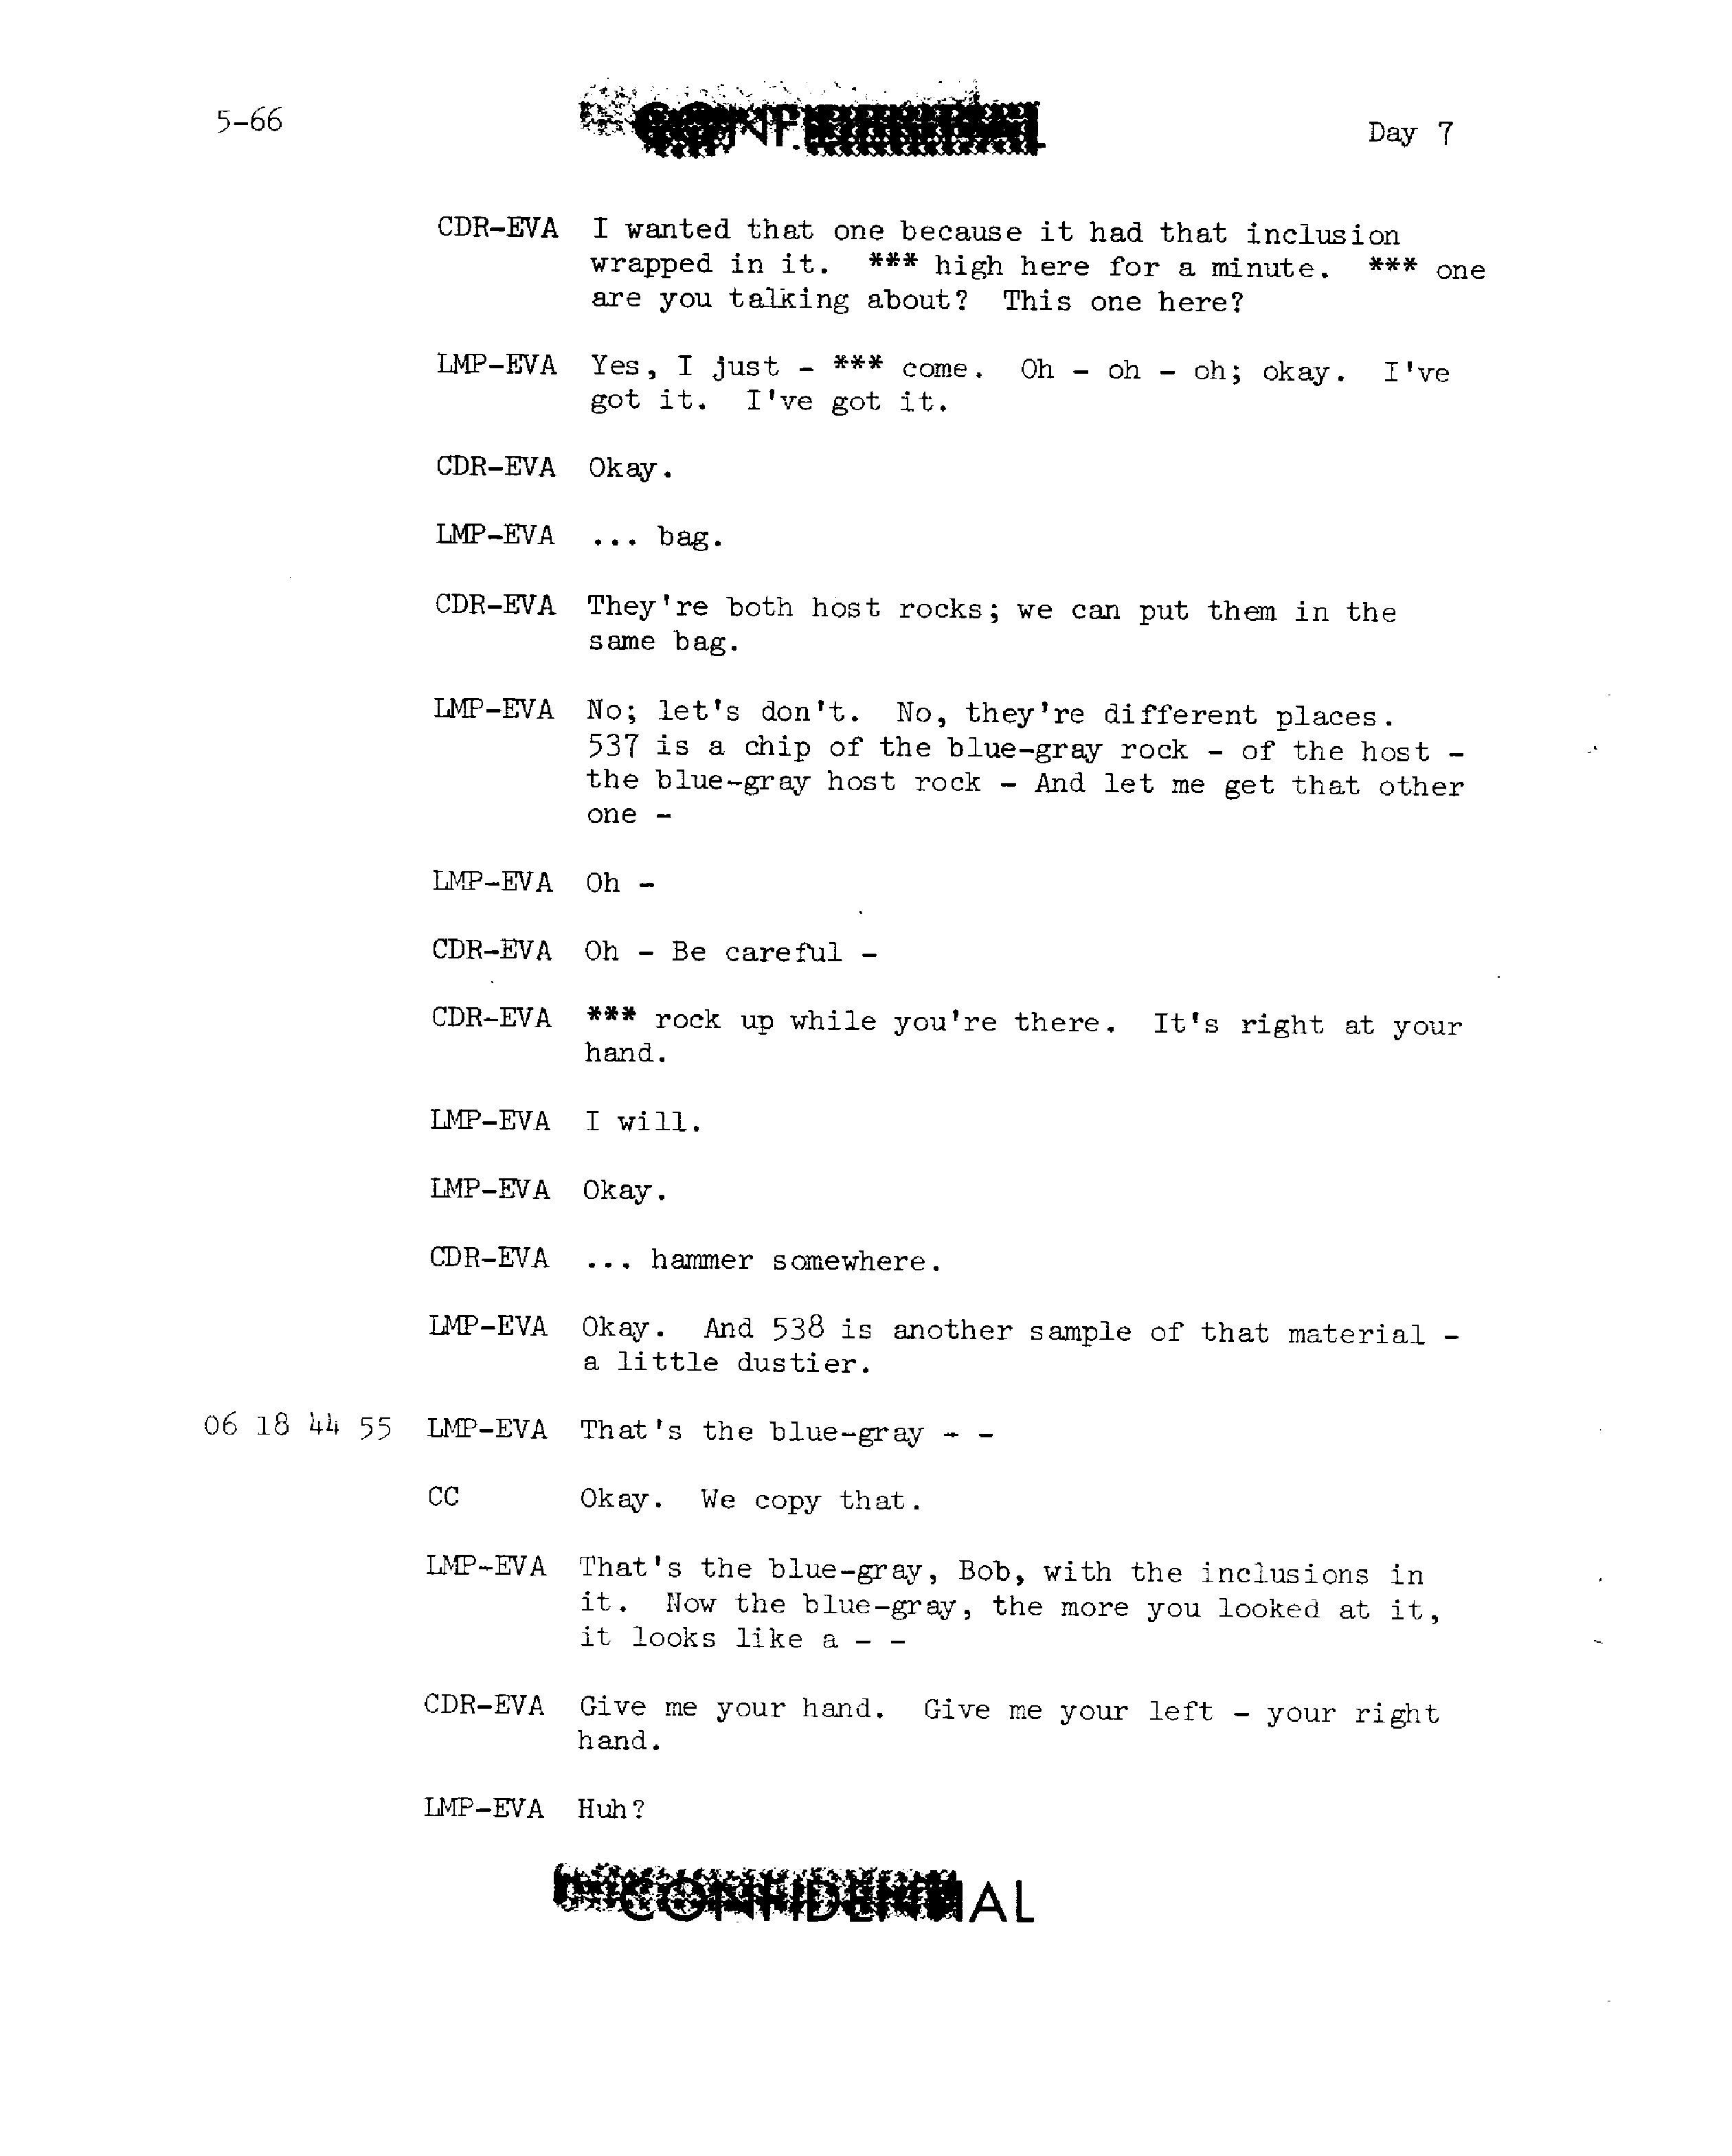 5-66
Day 7
CDR-EVA I wanted that one because it had that inclusion
wrapped in it. *** high here for a minute. *** one
are you talking about? This one here?
LMP-EVA Yes, I just - *** come. Oh - oh - oh; okay. I've
got it. I've got it.
CDR-EVA Okay.
LMP-EVA ... bag.
CDR-EVA They're both host rocks; we can put them in the
same bag.
LMP-EVA No; let's don't. No, they're different places.
537 is a chip of the blue-gray rock - of the host -
the blue-gray host rock - And let me get that other
one -
LMP-EVA Oh -
CDR-EVA Oh - Be careful -
CDR-EVA *** rock up while you're there. It's right at your
hand.
LMP-EVA I will.
LMP-EVA Okay.
CDR-EVA ... hammer somewhere.
LMP-EVA Okay. And 538 is another sample of that material -
a little dustier.
06 18 44 55 LMP-EVA That's the blue-gray - -
CC Okay. We copy that.
LMP-EVA That's the blue-gray, Bob, with the inclusions in
it. Now the blue-gray, the more you looked at it,
it looks like a - -
CDR-EVA Give me your hand. Give me your left - your right
hand.
LMP-EVA Huh?
CONFIDENTIAL